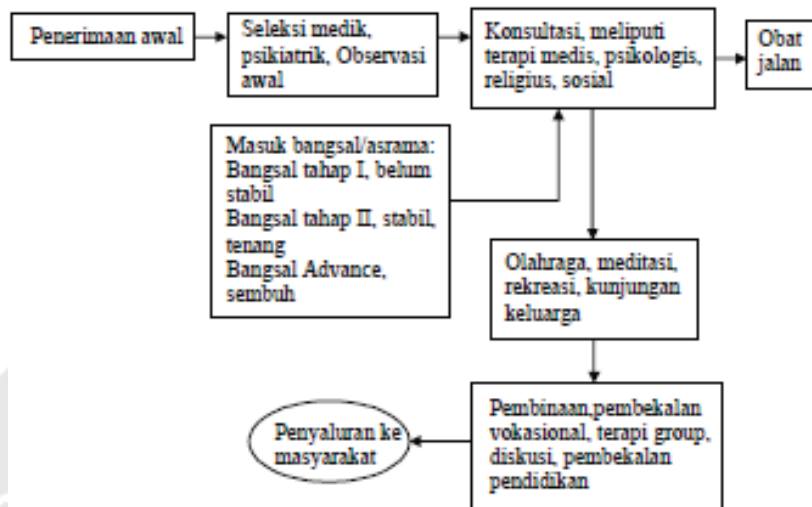 Penerimaan awal
Seleksi medik,
psikiatrik, Observasi
awal
Konsultasi, meliputi
terapi medis, psikologis,
religius, sosial
Obat
jalan
Masuk bangsal/asrama:
Bangsal tahap I, belum
stabil
Bangsal tahap II, stabil,
tenang
Bangsal Advance,
sembuh
Olahraga, meditasi,
rekreasi, kunjungan
keluarga
Pembinaan,pembekalan
vokasional, terapi group,
diskusi, pembekalan
pendidikan
Penyaluran ke
masyarakat